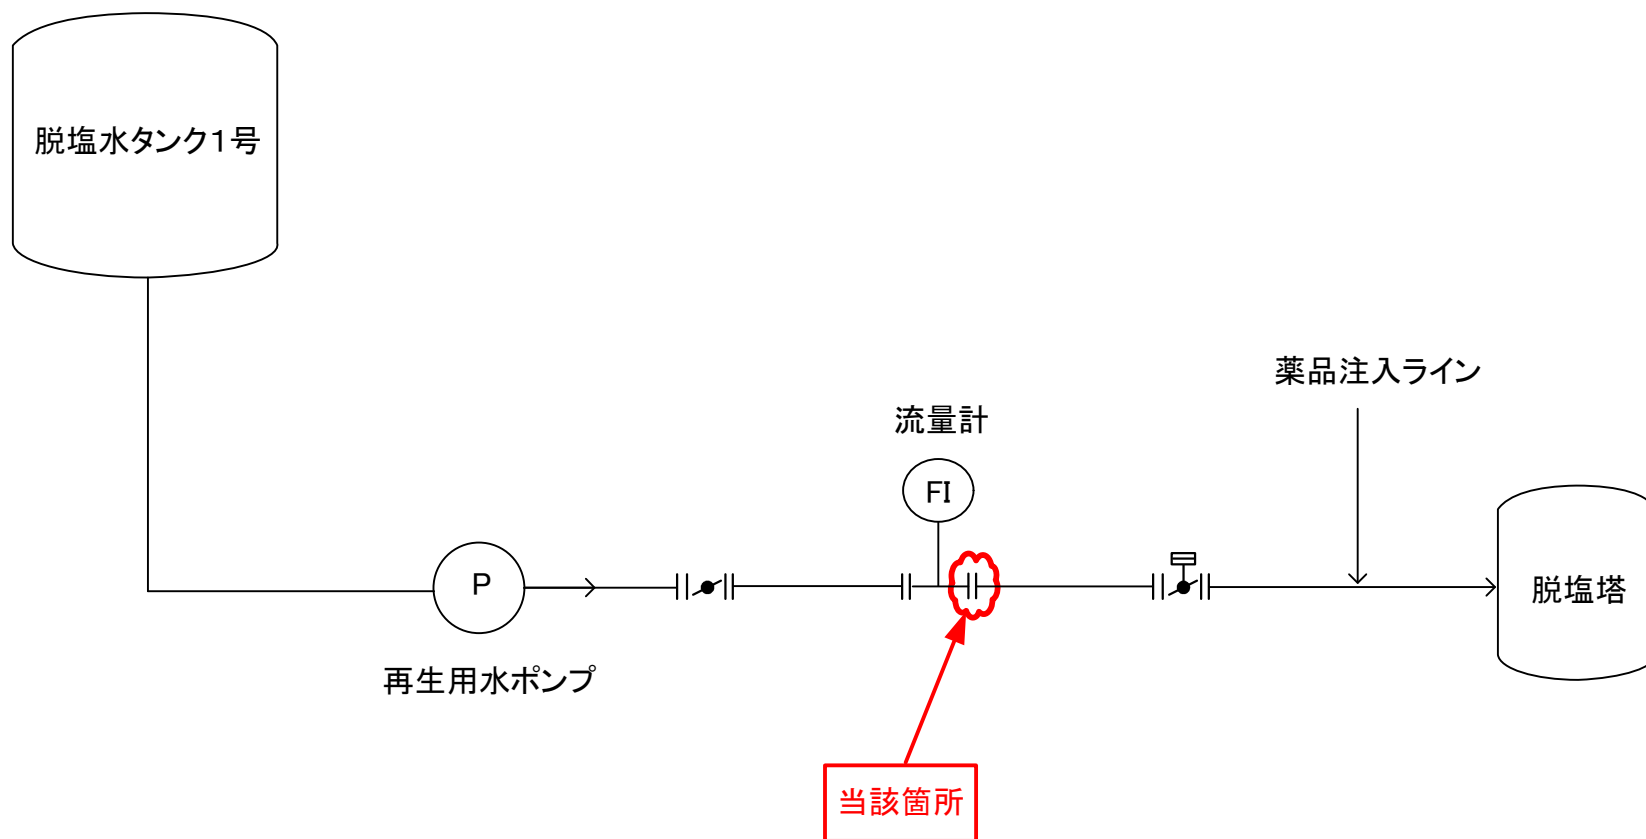 脱塩水タンク1号
薬品注入ライン
流量計
FI
P
脱塩塔
再生用水ポンプ
当該箇所